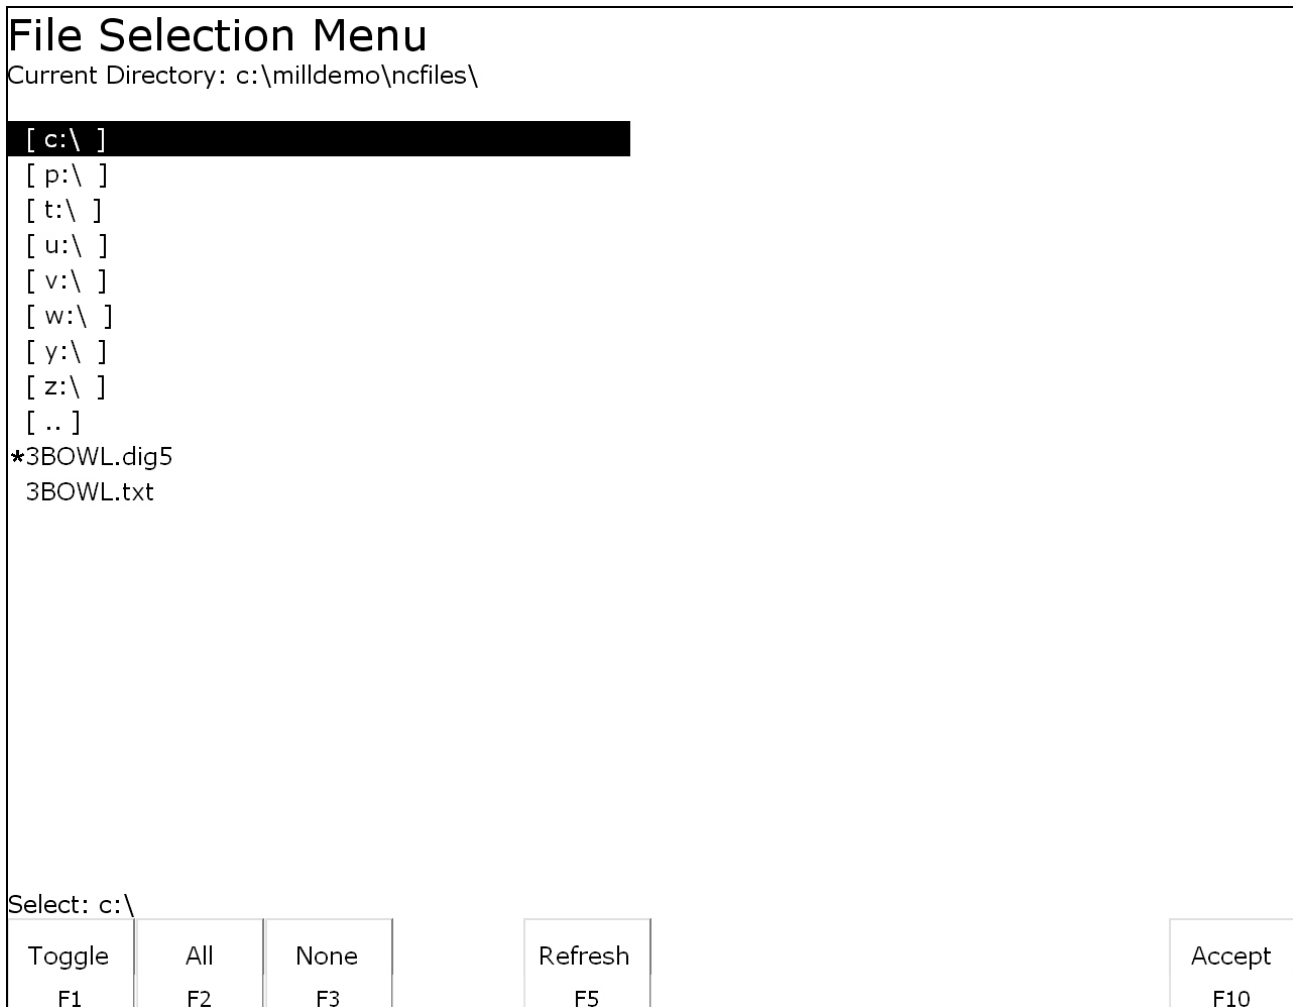 File Selection Menu
Current Directory: c:\milldemo\ncfiles\
[ c:\ ]
[ p:\ ]
[ t:\ ]
[ u:\ ]
[ v:\ ]
[ w:\ ]
[ y:\ ]
[ z:\ ]
[ .. ]
*3BOWL.dig5
3BOWL.txt
Select: c:\
Toggle All None Refresh Accept
F1 F2 F3 F5 F10